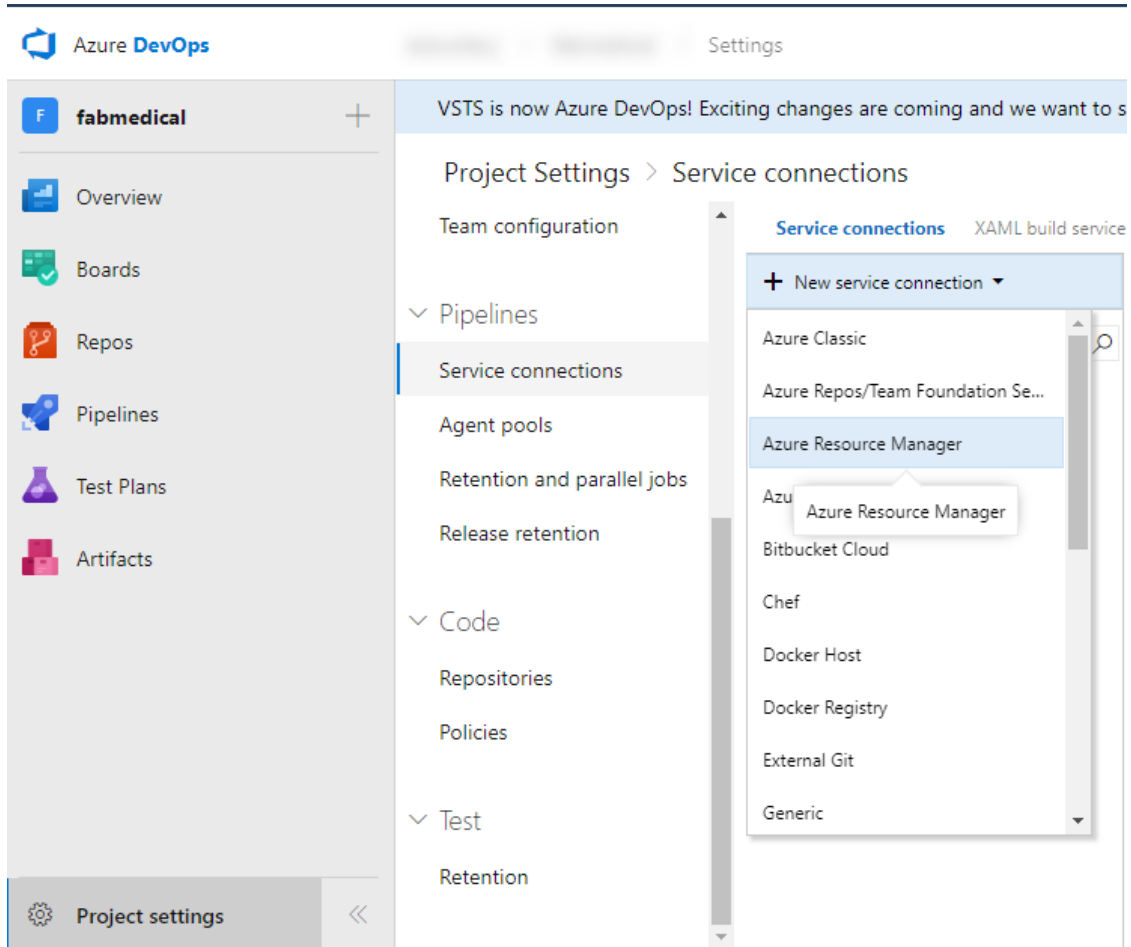 Azure DevOps
Settings
fabmedical
VSTS is now Azure DevOps! Exciting changes are coming and we want to s
Overview
Boards
Repos
Pipelines
Test Plans
Artifacts
Project settings
Project Settings > Service connections
Team configuration
Pipelines
Service connections
Agent pools
Retention and parallel jobs
Release retention
Code
Repositories
Policies
Test
Retention
Service connections XAML build service
+ New service connection
Azure Classic
Azure Repos/Team Foundation Se...
Azure Resource Manager
Azu
Azure Resource Manager
Bitbucket Cloud
Chef
Docker Host
Docker Registry
External Git
Generic